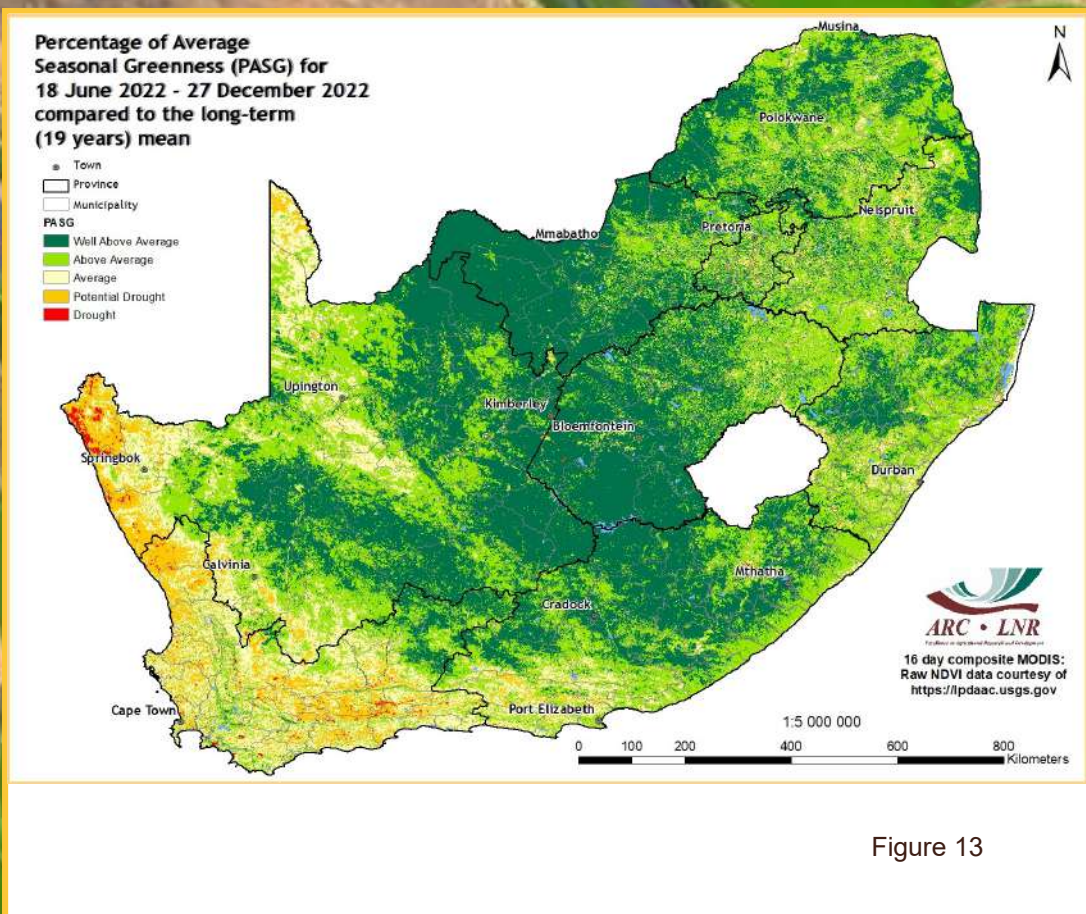 Percentage of Average
Seasonal Greenness (PASG) for
18 June 2022 - 27 December 2022
compared to the long-term
(19 years) mean
Town
Province
Municipality
PASG
Well Above Average
Above Average
Average
Potential Drought
Drought
N
Musina
Polokwane
Nelspruit
Pretoria
Mmabatho
Upington
Kimberley
Bloemfontein
Springbok
Durban
Calvinia
Mthatha
Cradock
Cape Town
Port Elizabeth
ARC • LNR
16 day composite MODIS:
Raw NDVI data courtesy of
https://lpdaac.usgs.gov
1:5 000 000
0 100 200 400 600 800
Kilometers
Figure 13